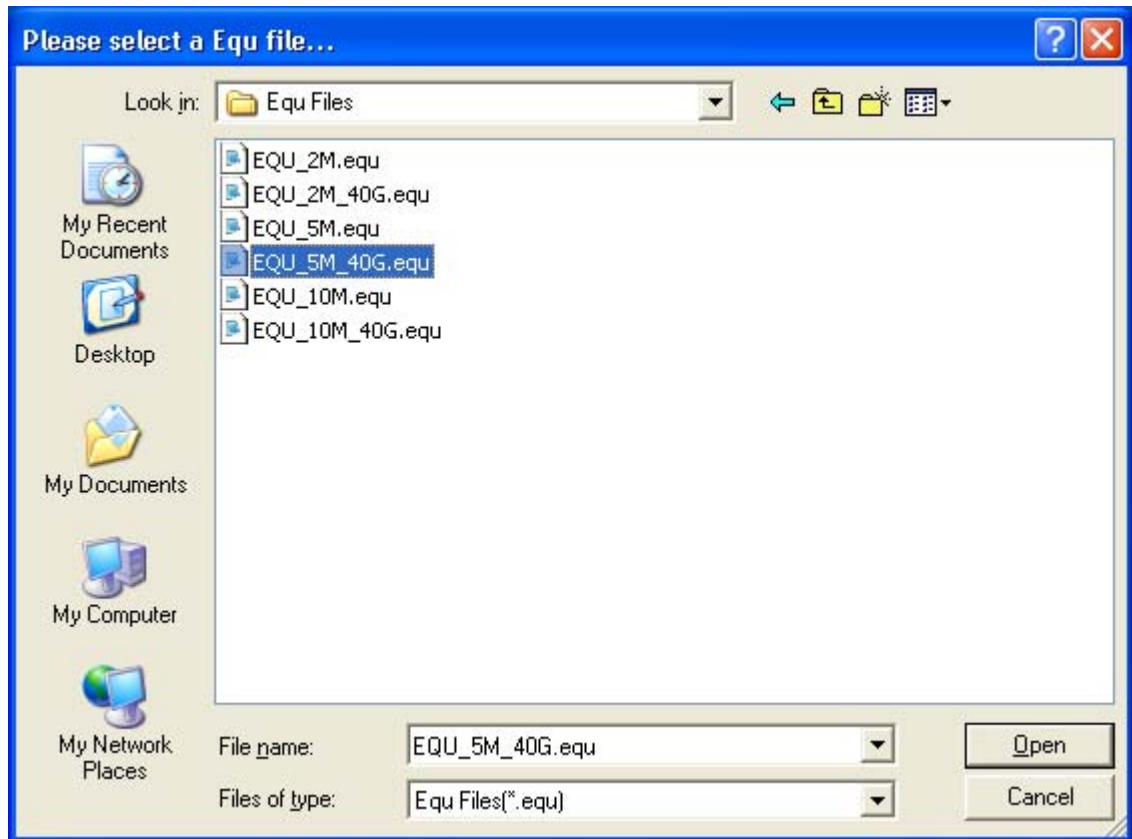 Please select a Equ file...
Look in:
Equ Files
EQU_2M.equ
EQU_2M_40G.equ
EQU_5M.equ
EQU_5M_40G.equ
EQU_10M.equ
EQU_10M_40G.equ
My Recent
Documents
Desktop
My Documents
My Computer
My Network
Places
File name:
EQU_5M_40G.equ
Open
Files of type:
Equ Files(*.equ)
Cancel